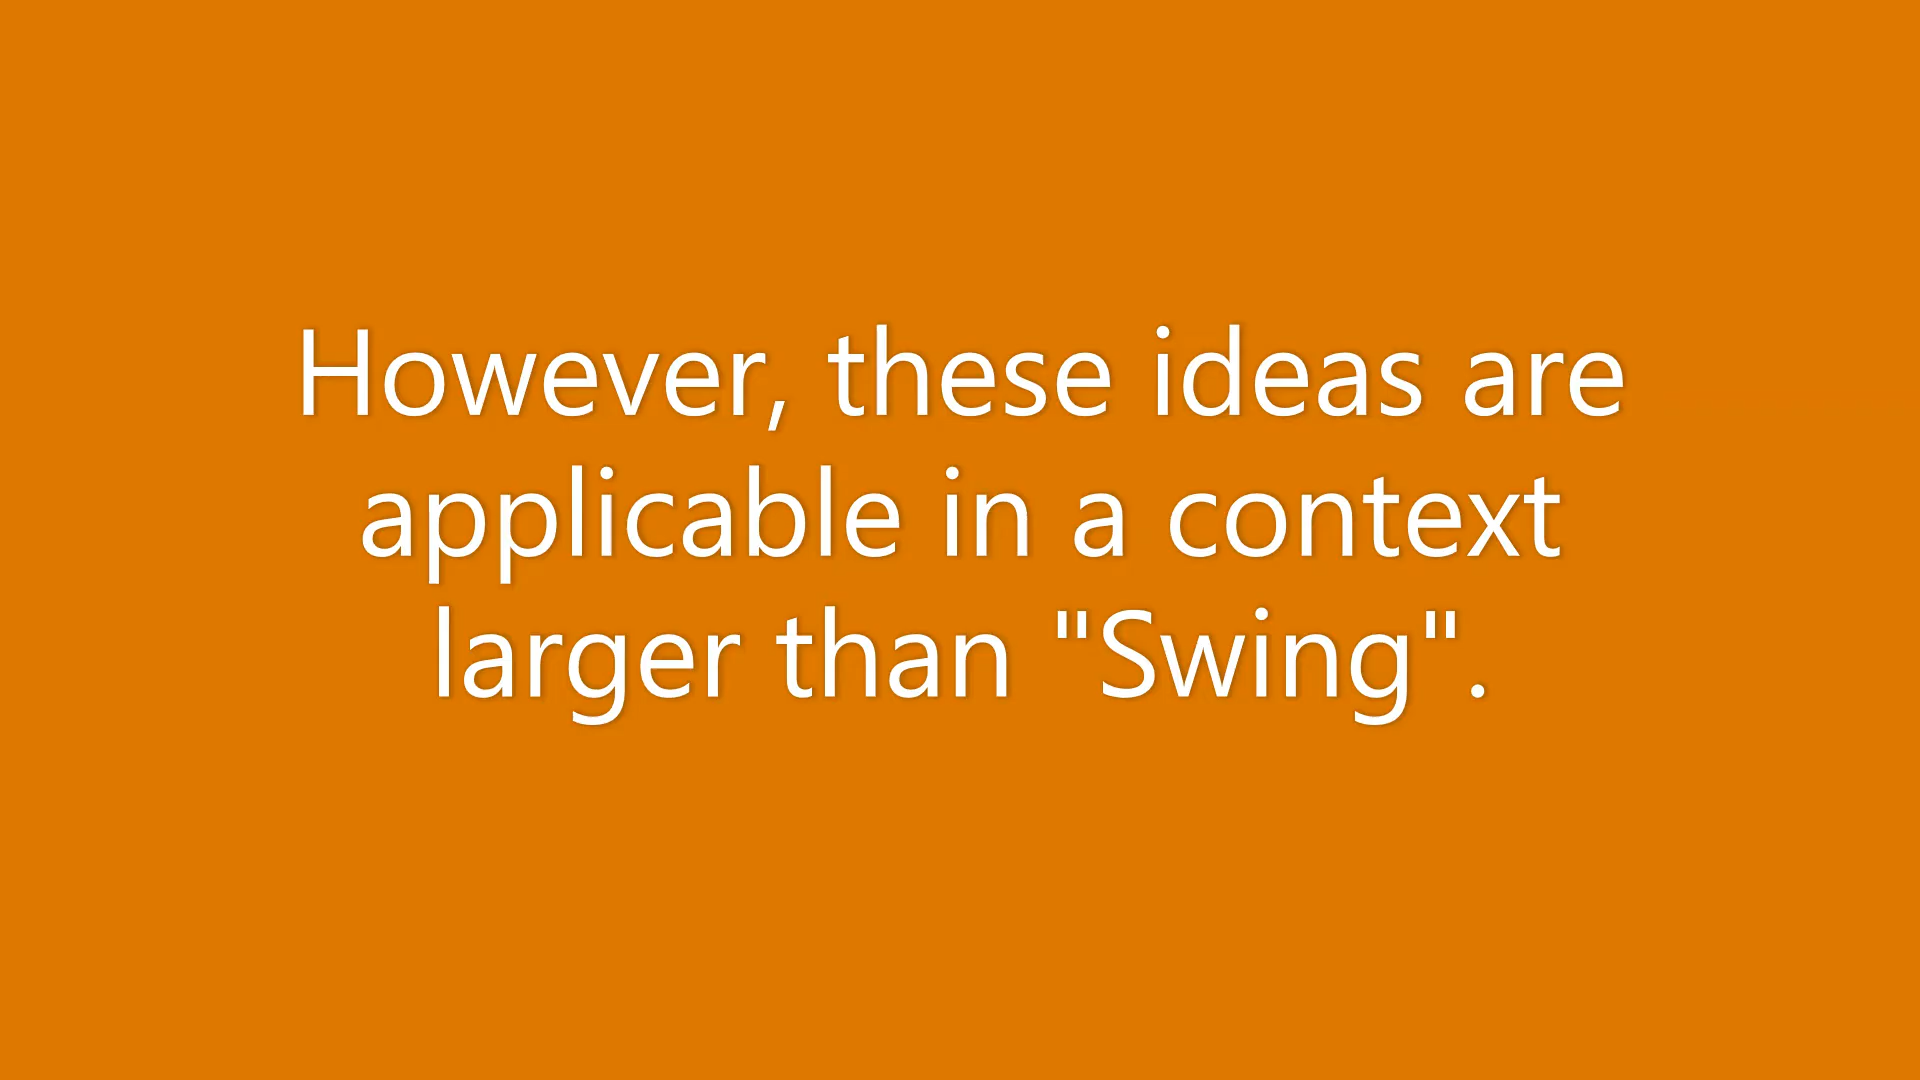 However, these ideas are
applicable in a context
larger than "Swing".